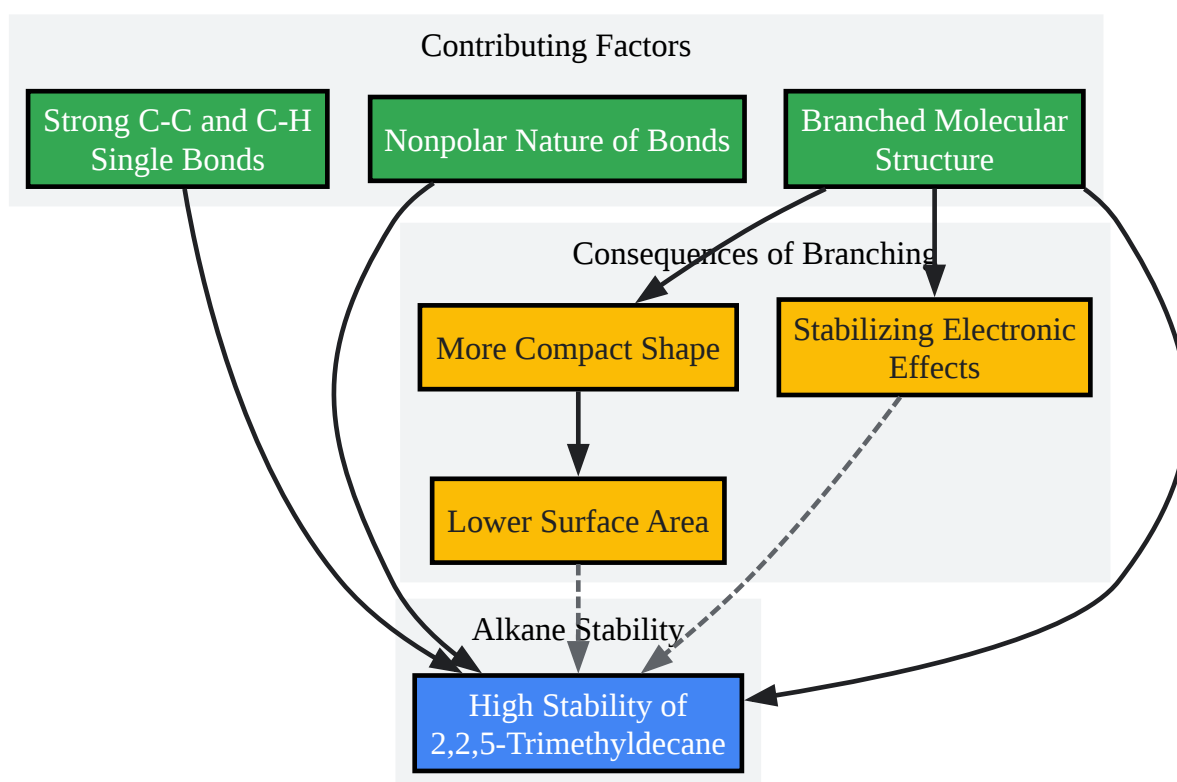 Contributing Factors
Strong C-C and C-H
Single Bonds
Nonpolar Nature of Bonds
Branched Molecular
Structure
Consequences of Branching
More Compact Shape
Stabilizing Electronic
Effects
Lower Surface Area
Alkane Stability
High Stability of
2,2,5-Trimethyldecane